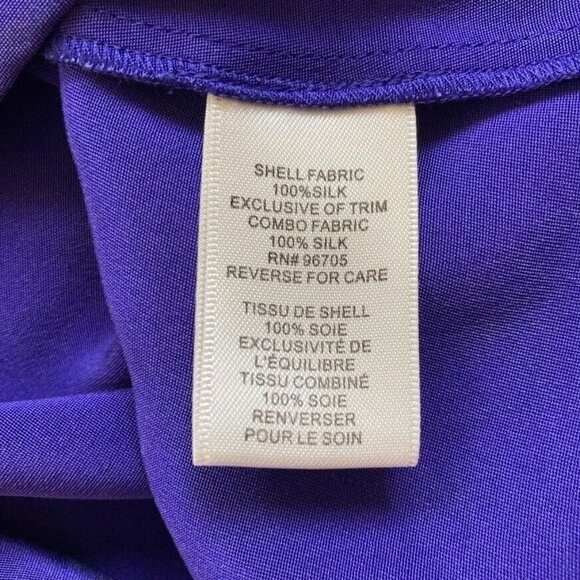 SHELL FABRIC
100%SILK
EXCLUSIVE OF TRIM
COMBO FABRIC
100% SILK
RN# 96705
REVERSE FOR CARE
TISSU DE SHELL
100% SOIE
EXCLUSIVITÉ DE
L'ÉQUILIBRE
TISSU COMBINÉ
100% SOIE
RENVERSER
POUR LE SOIN